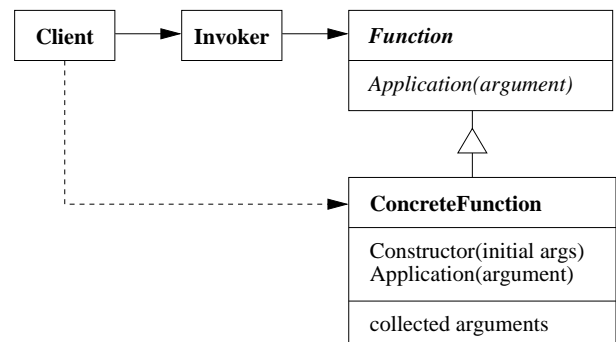 Client
Invoker
Function
Application(argument)
ConcreteFunction
Constructor(initial args)
Application(argument)
collected arguments